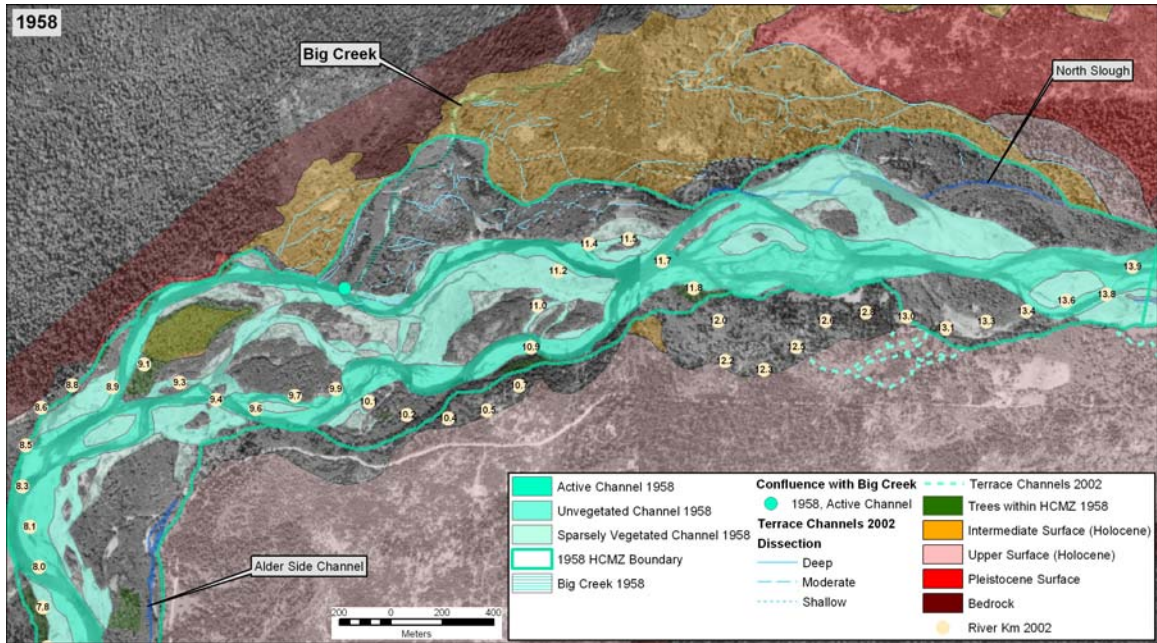 1958
Big Creek
North Slough
11.5
11.4
11.7
11.2
13.9
11.8
13.8
13.6
11.0
12.0
12.8
13.0
13.4
13.3
13.1
10.9
12.5
12.2
12.3
9.1
8.8
8.9
9.3
9.9
9.7
9.4
9.6
10.1
10.2
10.4
10.5
8.6
8.5
8.3
8.1
8.0
7.8
Alder Side Channel
200 0 200 400
Meters
Active Channel 1958
Unvegetated Channel 1958
Sparsely Vegetated Channel 1958
1958 HCMZ Boundary
Big Creek 1958
Confluence with Big Creek
1958, Active Channel
Terrace Channels 2002
Dissection
Deep
Moderate
Shallow
Terrace Channels 2002
Trees within HCMZ 1958
Intermediate Surface (Holocene)
Upper Surface (Holocene)
Pleistocene Surface
Bedrock
River Km 2002